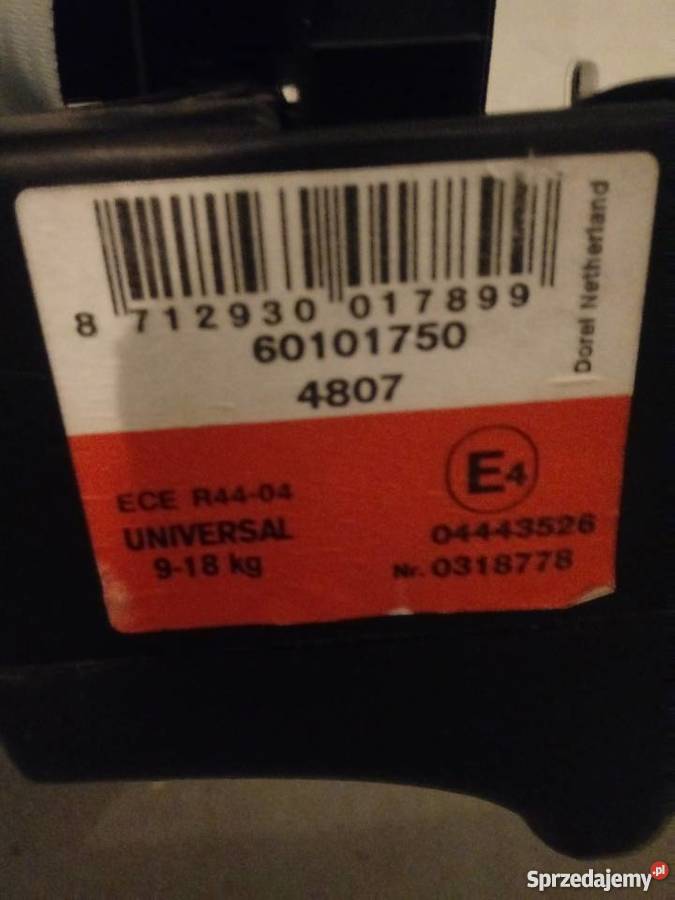 8 712930 017899
60101750
4807
Dorel Netherland
ECE R44-04
UNIVERSAL
9-18 kg
E4
04443526
Nr. 0318778
Sprzedajemy.pl